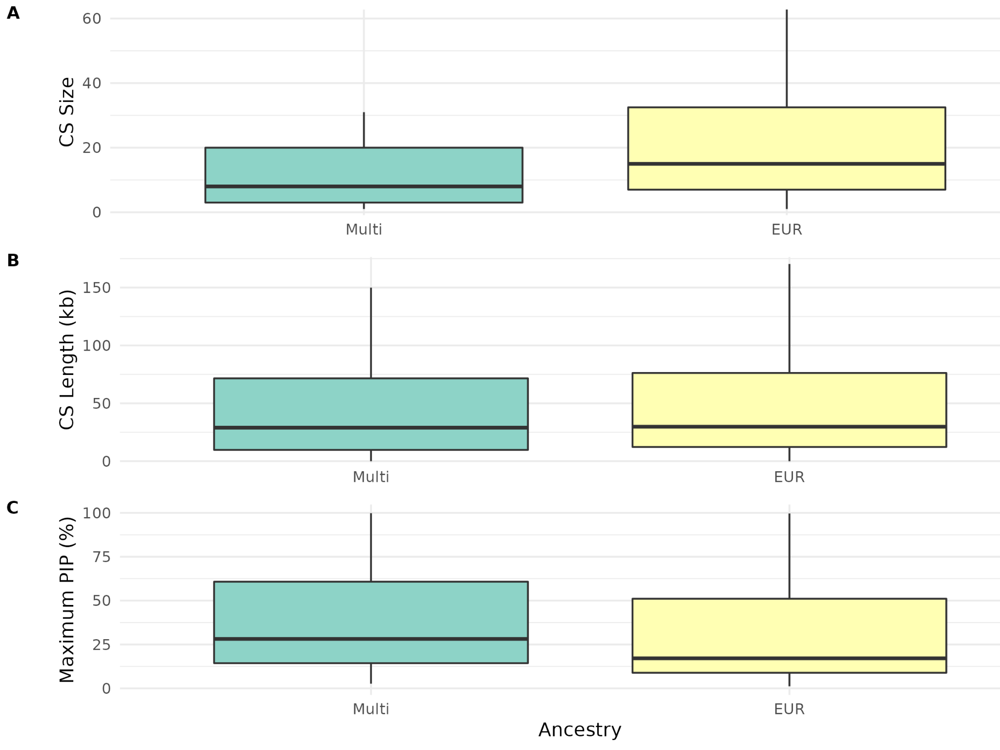 A
60
40
20
0
CS Size
Multi EUR
B
150
100
50
0
CS Length (kb)
Multi EUR
C
100
75
50
25
0
Maximum PIP (%)
Multi EUR
Ancestry